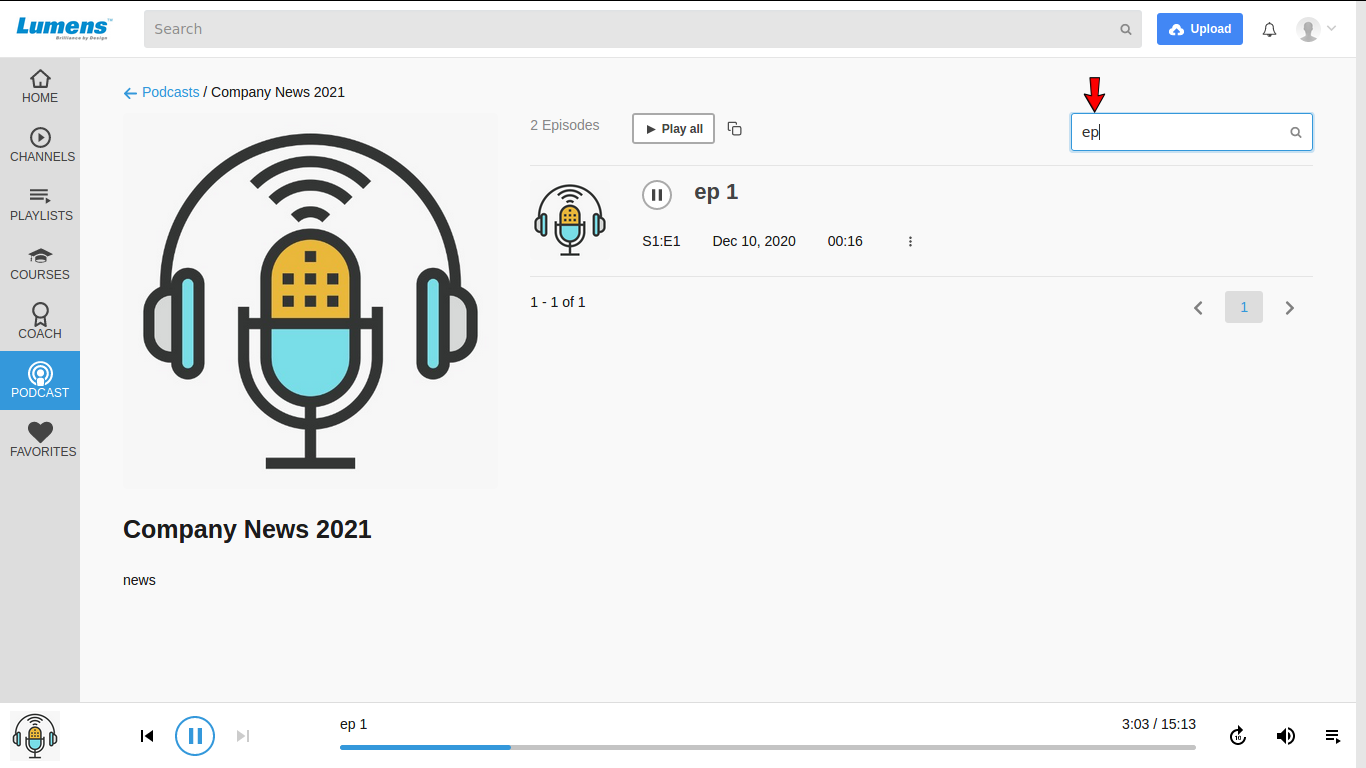 Lumens™
Brilliance by Design
Search
Upload
HOME
CHANNELS
PLAYLISTS
COURSES
COACH
PODCAST
FAVORITES
Podcasts / Company News 2021
2 Episodes
Play all
ep
ep 1
S1:E1 Dec 10, 2020 00:16
1 - 1 of 1
1
Company News 2021
news
ep 1
3:03 / 15:13
10